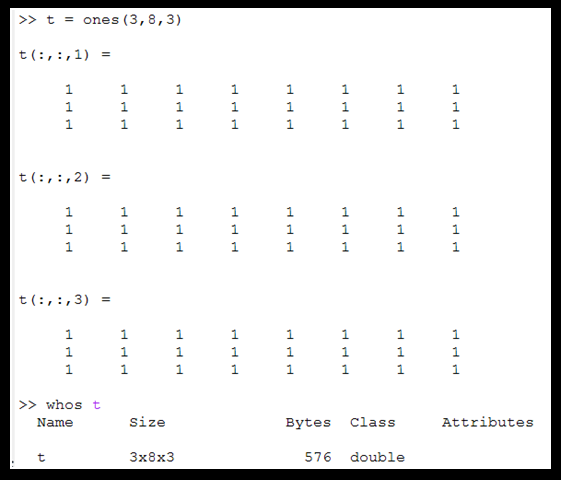 >> t = ones(3,8,3)
t(:,:,1) =
1 1 1 1 1 1 1 1
1 1 1 1 1 1 1 1
1 1 1 1 1 1 1 1
t(:,:,2) =
1 1 1 1 1 1 1 1
1 1 1 1 1 1 1 1
1 1 1 1 1 1 1 1
t(:,:,3) =
1 1 1 1 1 1 1 1
1 1 1 1 1 1 1 1
1 1 1 1 1 1 1 1
>> whos t
Name Size Bytes Class Attributes
t 3x8x3 576 double